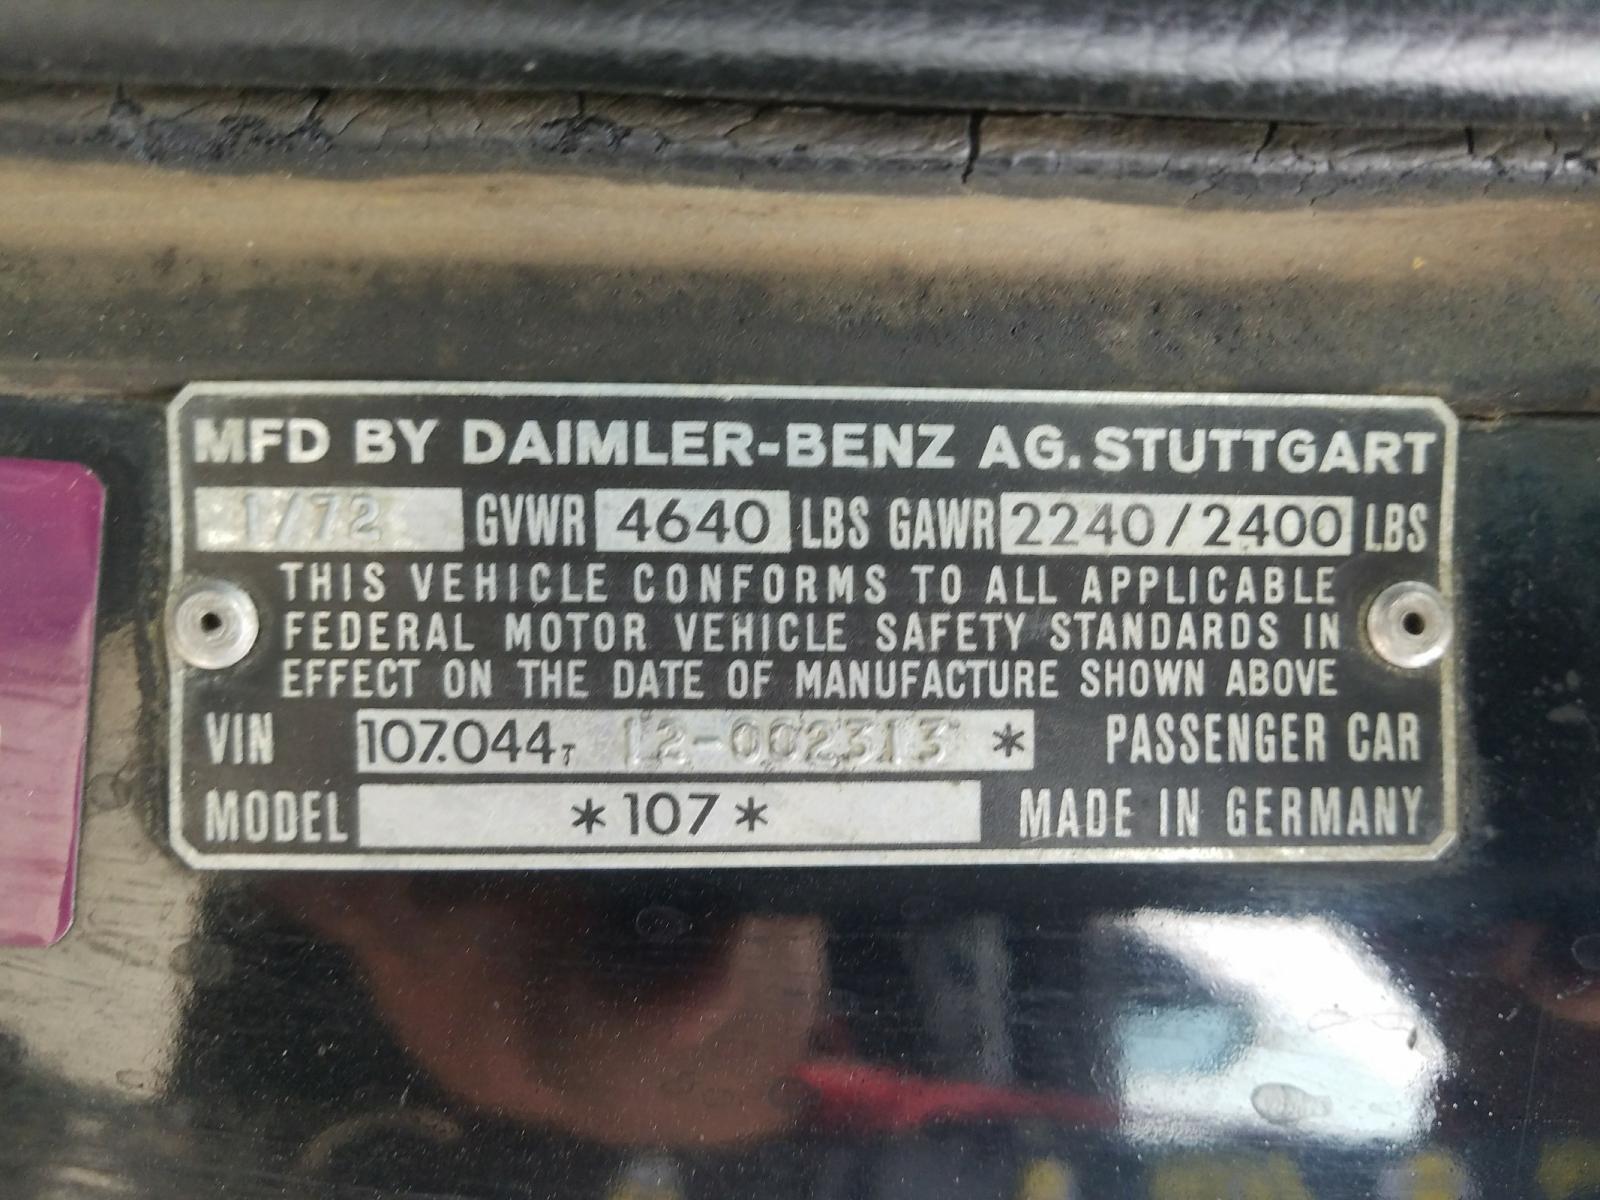 MFD BY DAIMLER-BENZ AG. STUTTGART
1/72 GVWR 4640 LBS GAWR 2240/2400 LBS
THIS VEHICLE CONFORMS TO ALL APPLICABLE
FEDERAL MOTOR VEHICLE SAFETY STANDARDS IN
EFFECT ON THE DATE OF MANUFACTURE SHOWN ABOVE
VIN 107.044T 12-002313 * PASSENGER CAR
MODEL *107* MADE IN GERMANY